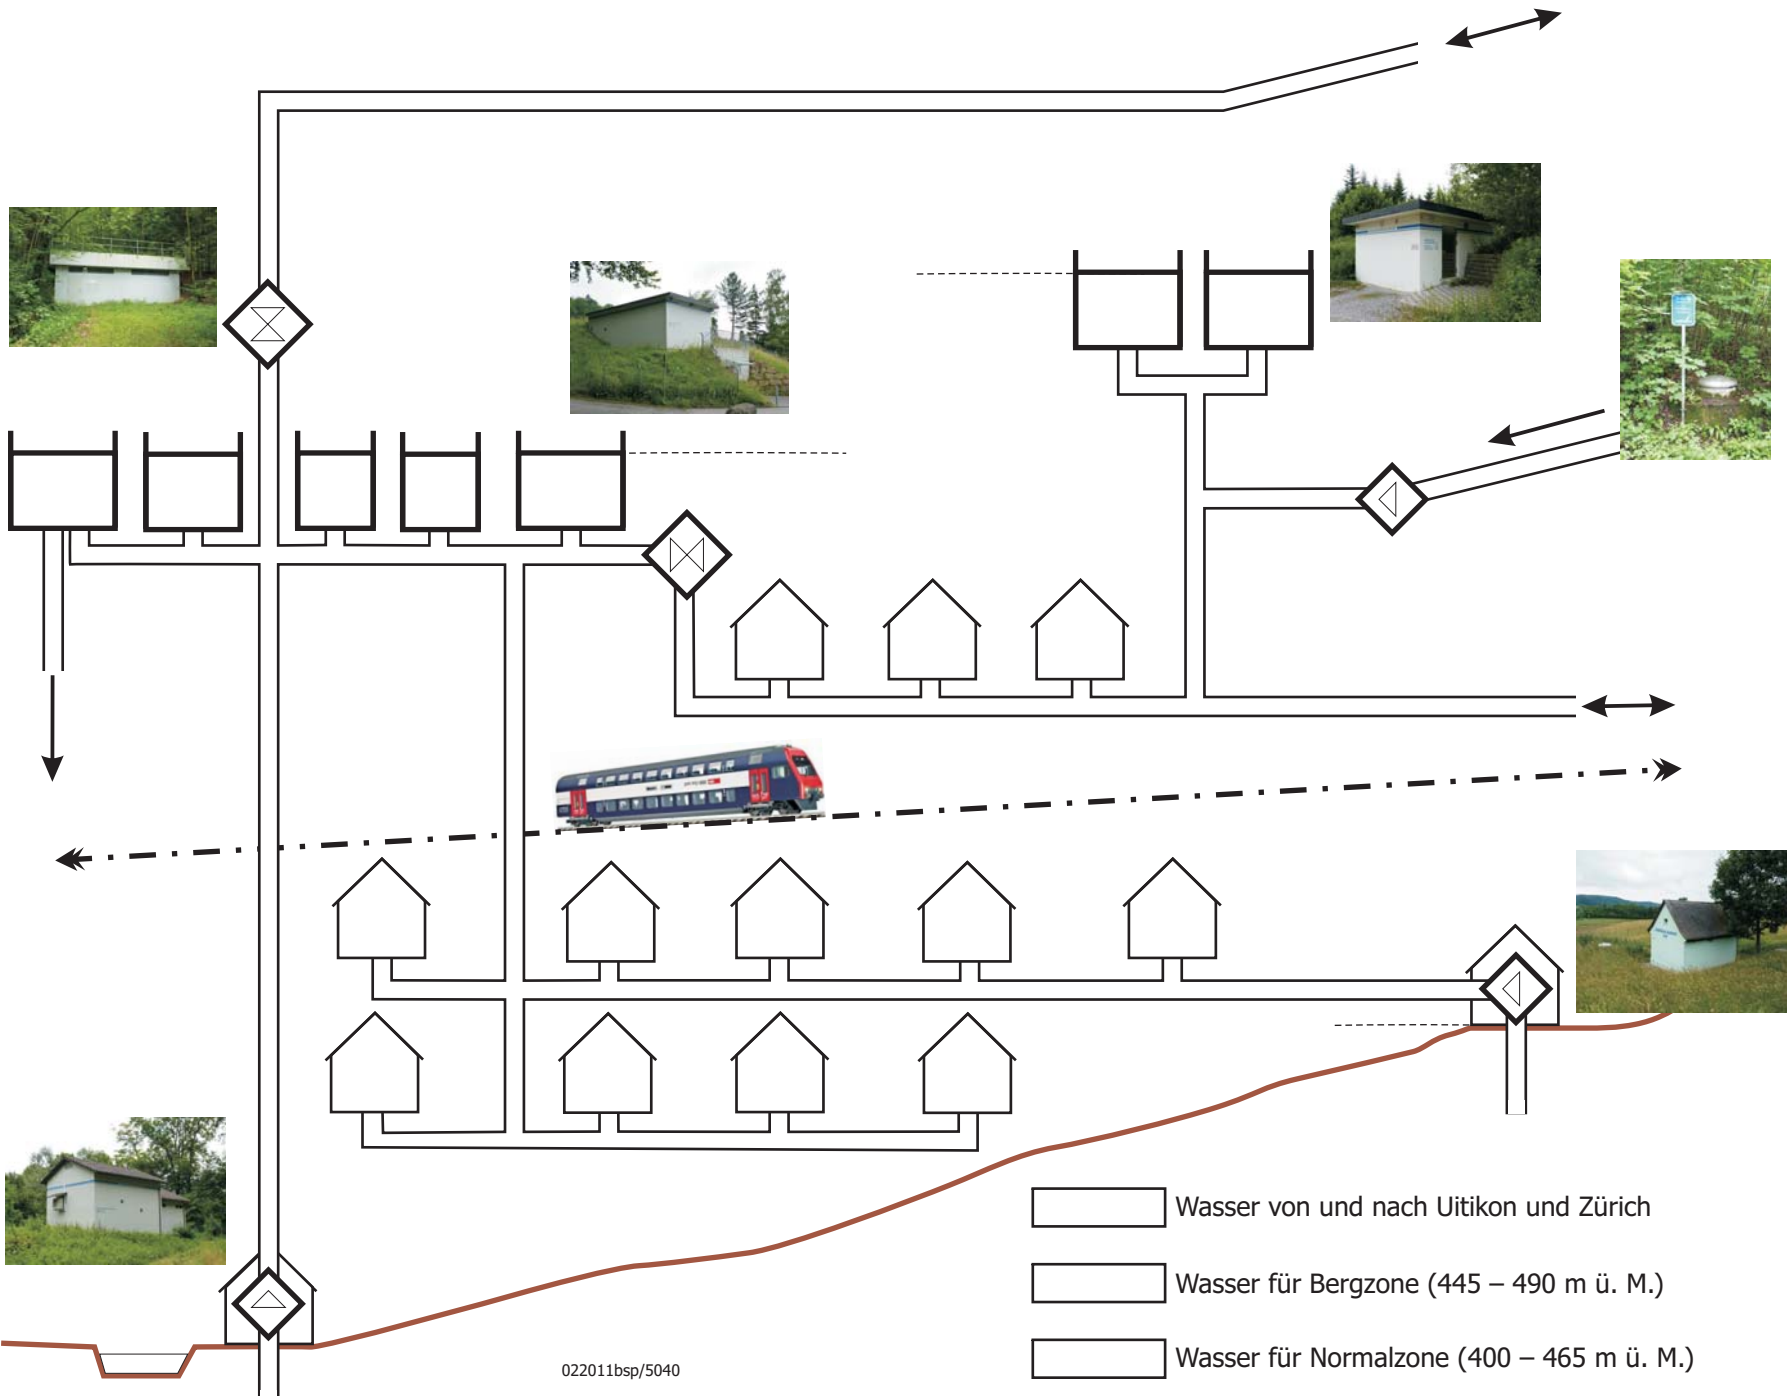 Wasser von und nach Uitikon und Zürich
Wasser für Bergzone (445 – 490 m ü. M.)
Wasser für Normalzone (400 – 465 m ü. M.)
022011bsp/5040